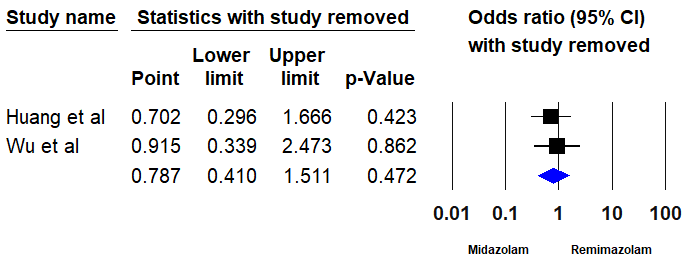 Study name Statistics with study removed Odds ratio (95% CI)
with study removed
Lower Upper
Point limit limit p-Value
Huang et al 0.702 0.296 1.666 0.423
Wu et al 0.915 0.339 2.473 0.862
0.787 0.410 1.511 0.472
0.01 0.1 1 10 100
Midazolam Remimazolam